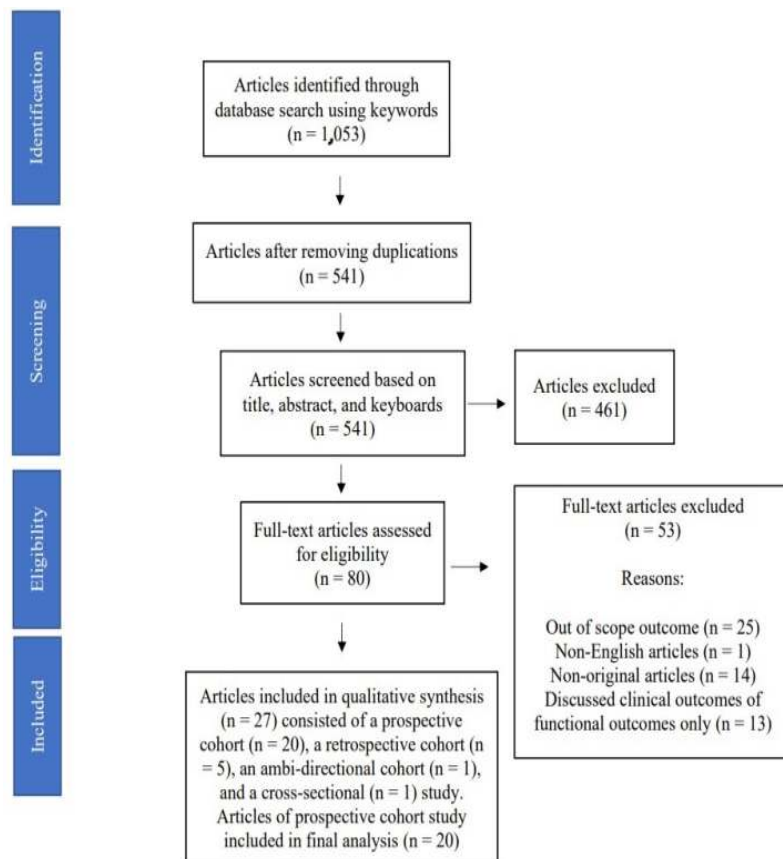 Identification
Articles identified through
database search using keywords
(n = 1,053)
Screening
Articles after removing duplications
(n = 541)
Articles screened based on
title, abstract, and keyboards
(n = 541)
Articles excluded
(n = 461)
Eligibility
Full-text articles assessed
for eligibility
(n = 80)
Full-text articles excluded
(n = 53)
Reasons:
Out of scope outcome (n = 25)
Non-English articles (n = 1)
Non-original articles (n = 14)
Discussed clinical outcomes of
functional outcomes only (n = 13)
Included
Articles included in qualitative synthesis
(n = 27) consisted of a prospective
cohort (n = 20), a retrospective cohort (n
= 5), an ambi-directional cohort (n = 1),
and a cross-sectional (n = 1) study.
Articles of prospective cohort study
included in final analysis (n = 20)